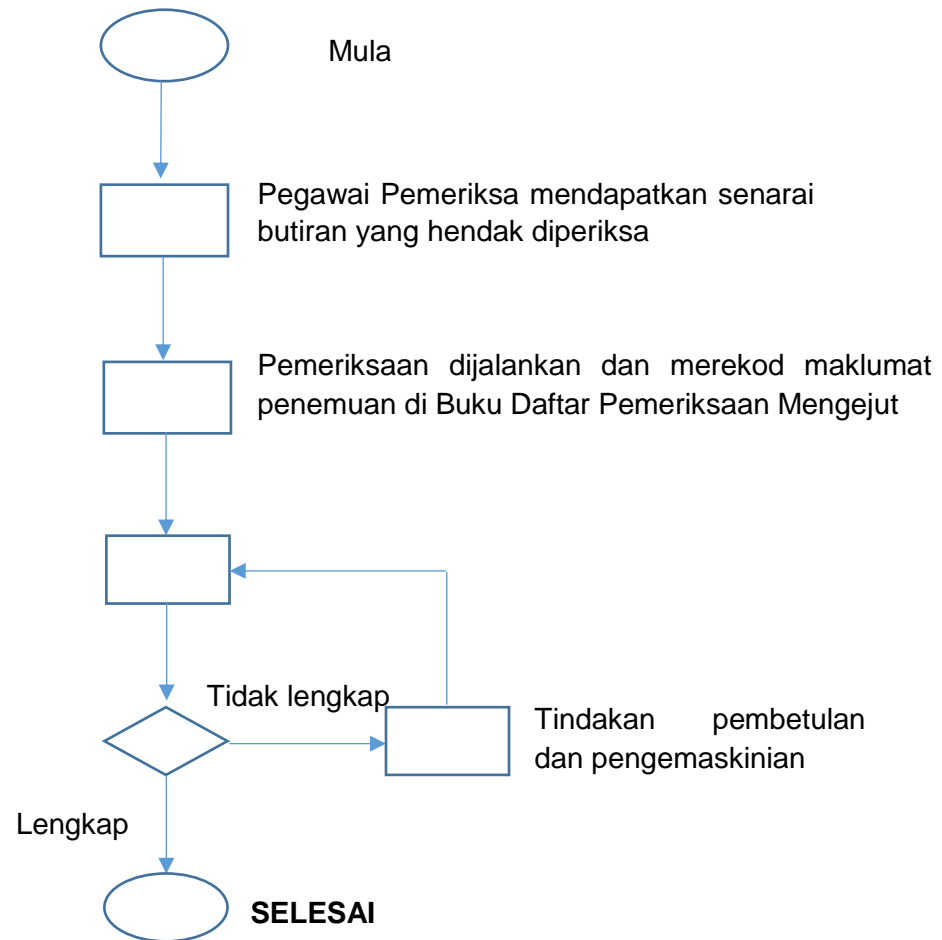 Mula
Pegawai Pemeriksa mendapatkan senarai
butiran yang hendak diperiksa
Pemeriksaan dijalankan dan merekod maklumat
penemuan di Buku Daftar Pemeriksaan Mengejut
Tidak lengkap
Tindakan pembetulan
dan pengemaskinian
Lengkap
SELESAI